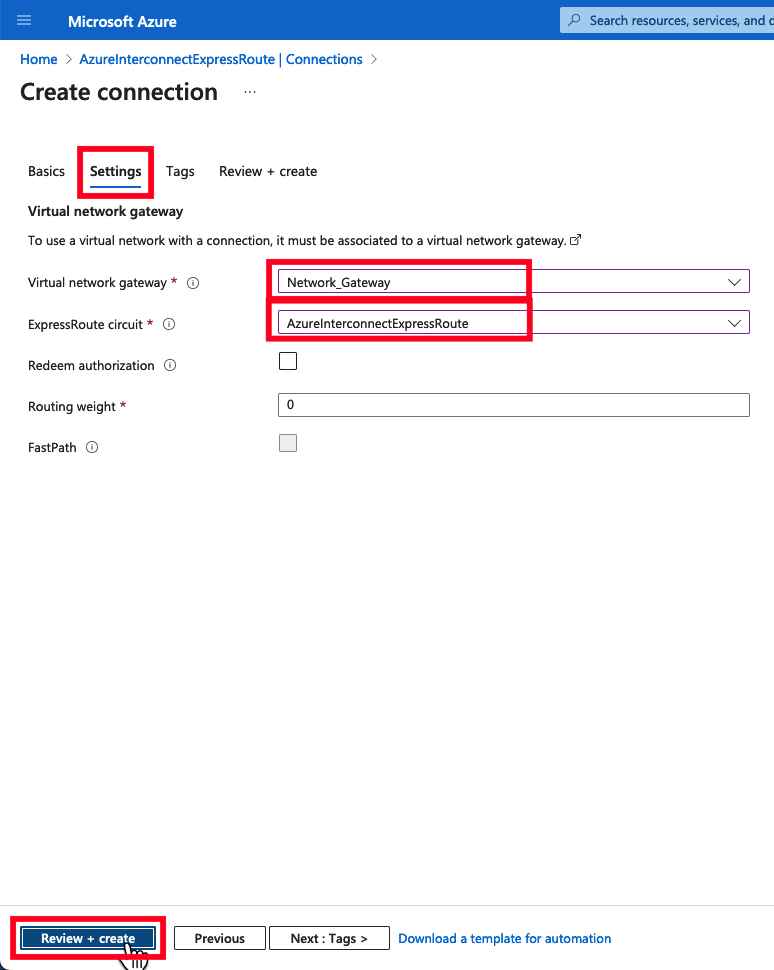 Microsoft Azure
Search resources, services, and
Home > AzureInterconnectExpressRoute | Connections >
Create connection ...
Basics Settings Tags Review + create
Virtual network gateway
To use a virtual network with a connection, it must be associated to a virtual network gateway.
Virtual network gateway * Network_Gateway
ExpressRoute circuit * AzureInterconnectExpressRoute
Redeem authorization
Routing weight * 0
FastPath
Review + create Previous Next : Tags > Download a template for automation